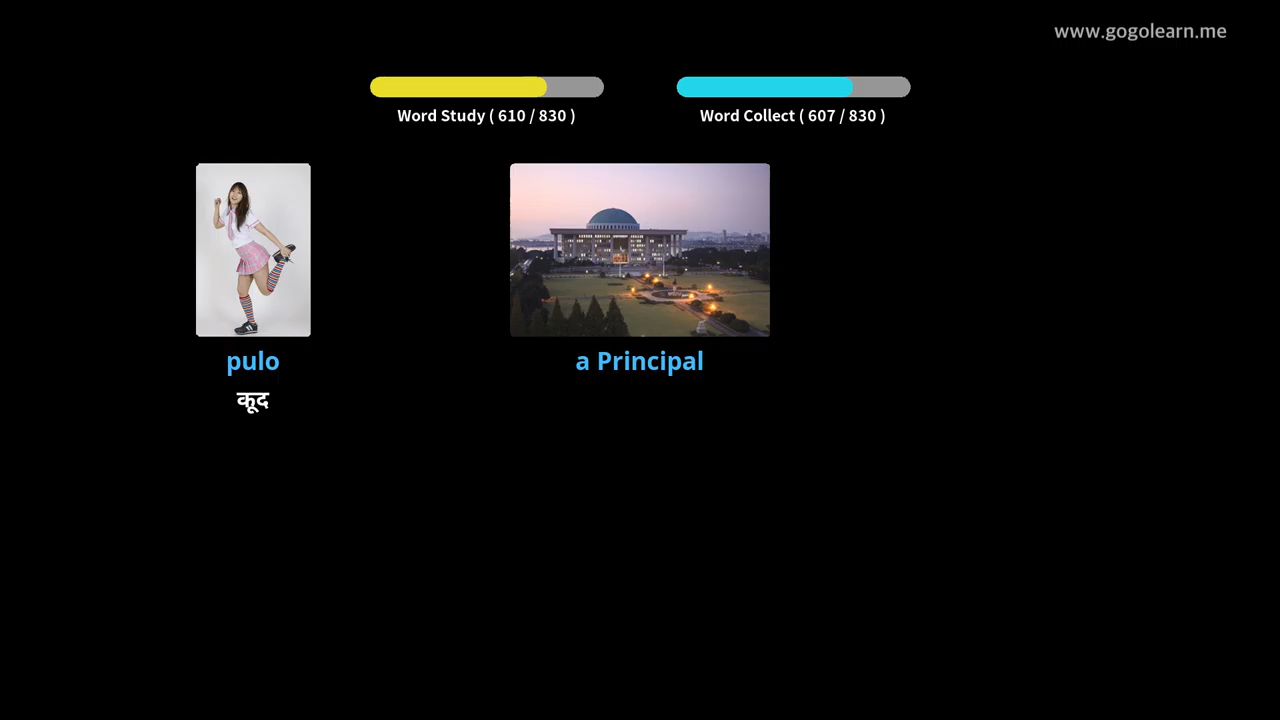 www.gogolearn.me
Word Study ( 610 / 830 )
Word Collect ( 607 / 830 )
pulo
कूद
a Principal